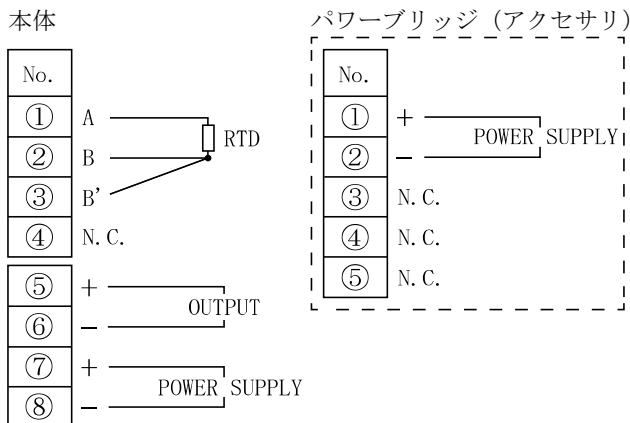 本体
No.
① A
② B
③ B'
④ N.C.
RTD
⑤ +
⑥ −
OUTPUT
⑦ +
⑧ −
POWER SUPPLY
パワーブリッジ（アクセサリ）
No.
① +
② −
POWER SUPPLY
③ N.C.
④ N.C.
⑤ N.C.